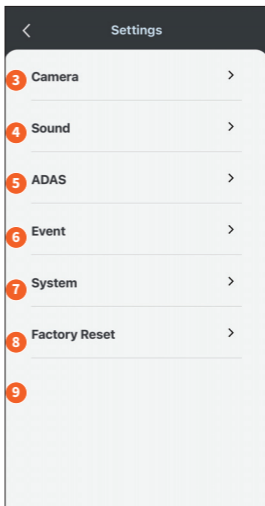 Settings
3 Camera
4 Sound
5 ADAS
6 Event
7 System
8 Factory Reset
9